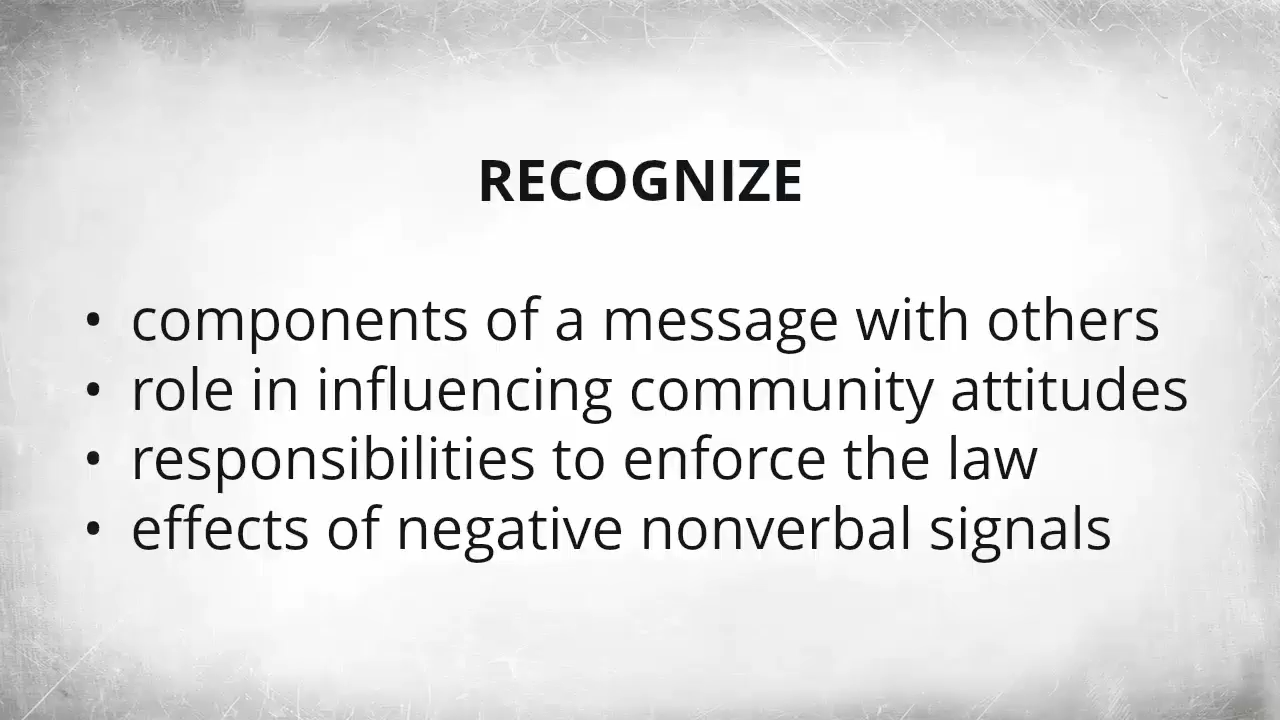 RECOGNIZE
• components of a message with others
• role in influencing community attitudes
• responsibilities to enforce the law
• effects of negative nonverbal signals